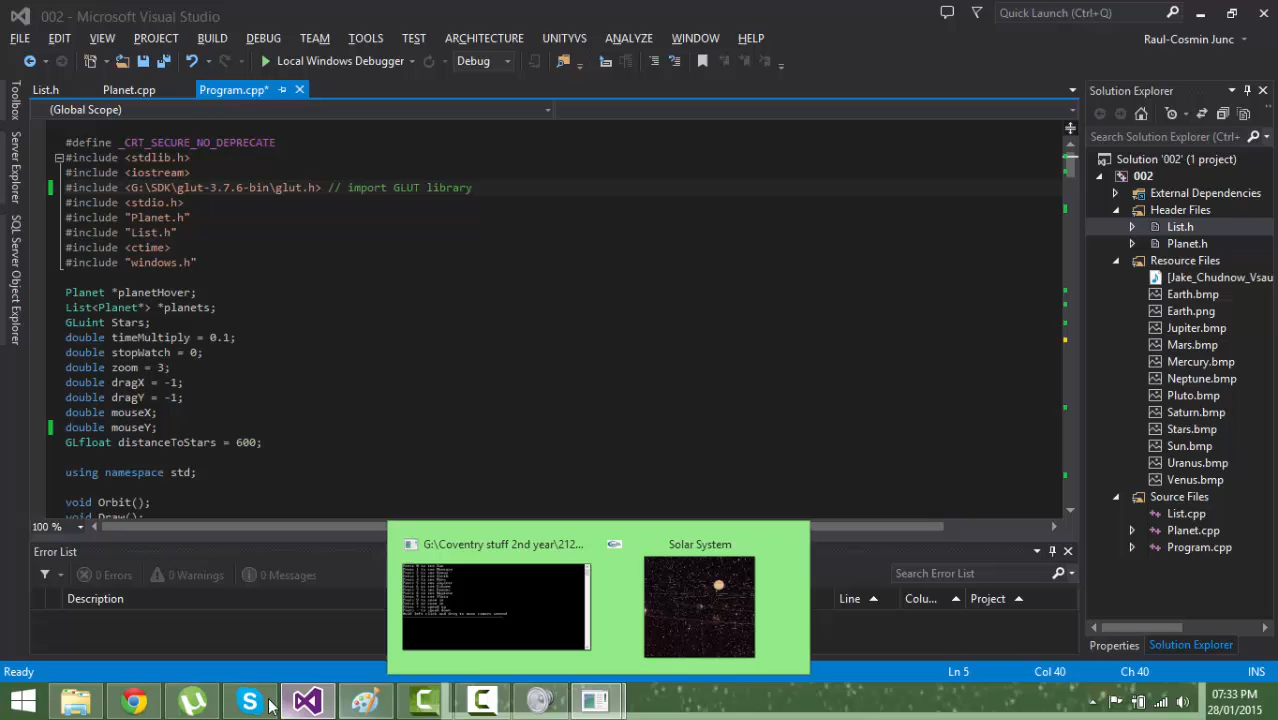 002 - Microsoft Visual Studio
Quick Launch (Ctrl+Q)
FILE EDIT VIEW PROJECT BUILD DEBUG TEAM TOOLS TEST ARCHITECTURE UNITYVS ANALYZE WINDOW HELP
Raul-Cosmin Junc
Local Windows Debugger Debug
List.h Planet.cpp Program.cpp*
(Global Scope)
Toolbox
Server Explorer
SQL Server Object Explorer
#define _CRT_SECURE_NO_DEPRECATE
#include <stdlib.h>
#include <iostream>
#include <G:\SDK\glut-3.7.6-bin\glut.h> // import GLUT library
#include <stdio.h>
#include "Planet.h"
#include "List.h"
#include <ctime>
#include "windows.h"
Planet *planetHover;
List<Planet*> *planets;
GLuint Stars;
double timeMultiply = 0.1;
double stopWatch = 0;
double zoom = 3;
double dragX = -1;
double dragY = -1;
double mouseX;
double mouseY;
GLfloat distanceToStars = 600;
using namespace std;
void Orbit();
void Draw();
100 %
Solution Explorer
Search Solution Explorer (Ctrl+
Solution '002' (1 project)
002
External Dependencies
Header Files
List.h
Planet.h
Resource Files
[Jake_Chudnow_Vsau
Earth.bmp
Earth.png
Jupiter.bmp
Mars.bmp
Mercury.bmp
Neptune.bmp
Pluto.bmp
Saturn.bmp
Stars.bmp
Sun.bmp
Uranus.bmp
Venus.bmp
Source Files
List.cpp
Planet.cpp
Program.cpp
Properties Solution Explorer
Error List
0 Errors
0 Messages
Search Error List
Description
Line Colu... Project
G:\Coventry stuff 2nd year\212...
Solar System
Ready
Ln 5 Col 40 Ch 40 INS
07:33 PM
28/01/2015